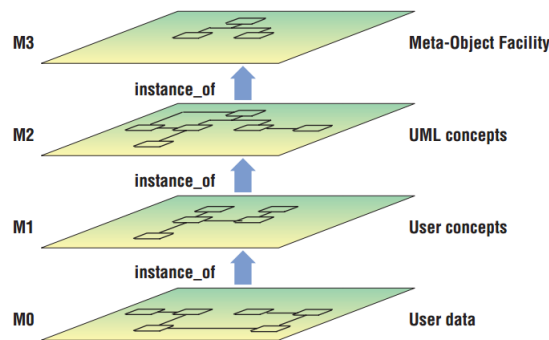 M3 Meta-Object Facility
instance_of
M2 UML concepts
instance_of
M1 User concepts
instance_of
M0 User data